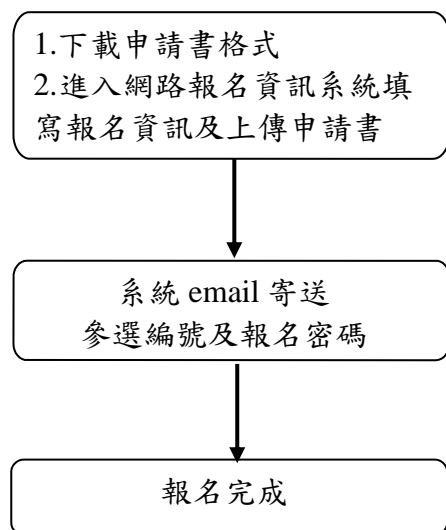 1.下載申請書格式
2.進入網路報名資訊系統填
寫報名資訊及上傳申請書
系統 email 寄送
參選編號及報名密碼
報名完成